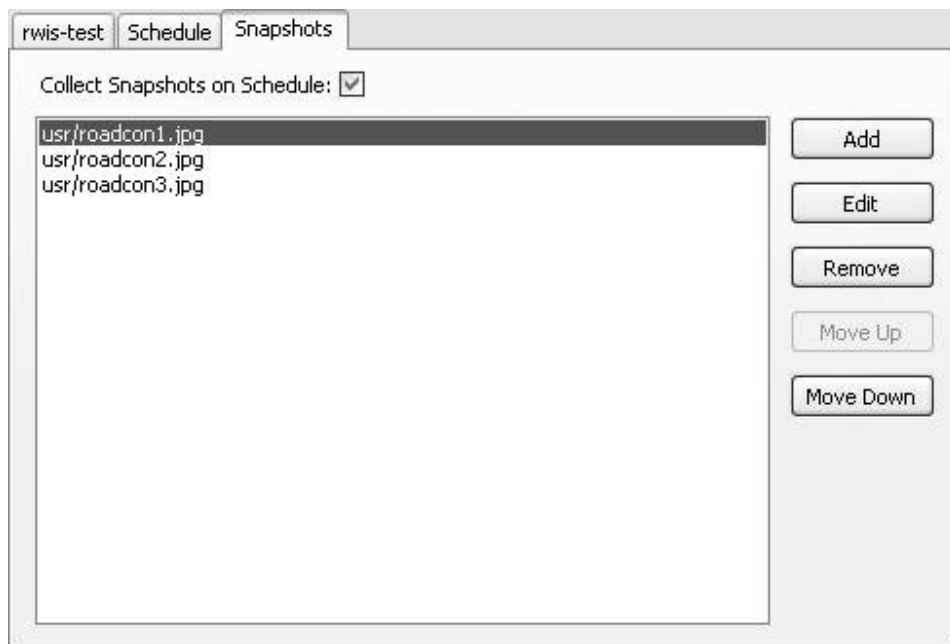 rwis-test Schedule Snapshots
Collect Snapshots on Schedule:
usr/roadcon1.jpg
usr/roadcon2.jpg
usr/roadcon3.jpg
Add
Edit
Remove
Move Up
Move Down